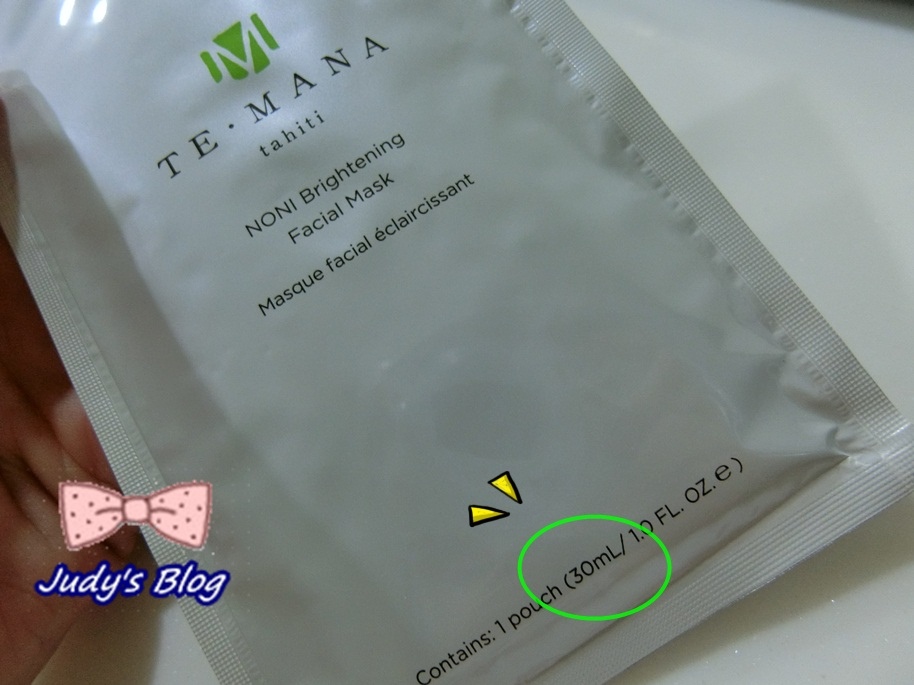 TE·MANA
tahiti
NONI Brightening
Facial Mask
Masque facial éclaircissant
Contains: 1 pouch (30mL/ 1.0 FL. OZ. ℮ )
Judy's Blog